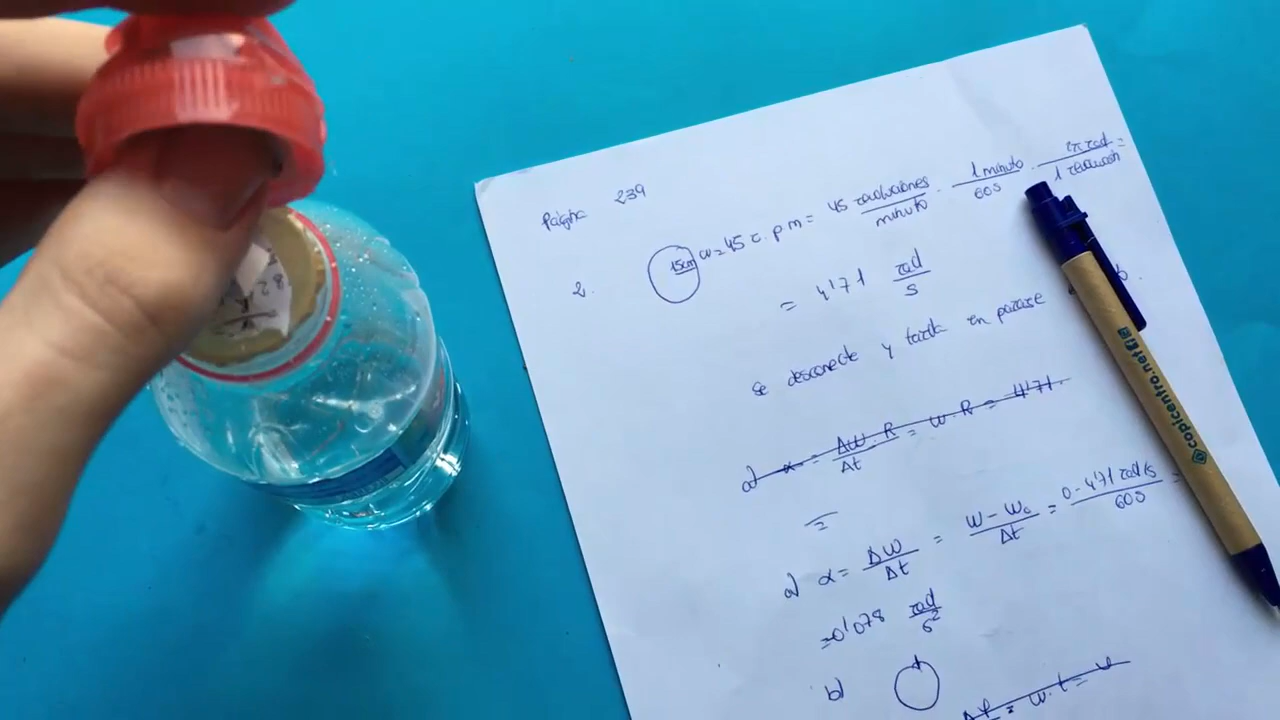 Página 239
2. 15cm ω = 45 r.p.m = 45 revoluciones/minuto · 1 minuto/60s · 2π rad/1 revolución =
= 4'71 rad/s
se desconecta y tarda en pararse
a) α = Δω · R/Δt = ω · R = 4'71
=
a) α = Δω/Δt = ω - ω₀/Δt = 0 - 4'71 rad/s/60s =
= 0'078 rad/s²
b)
Δφ = ω · t = φ
copicentro.net